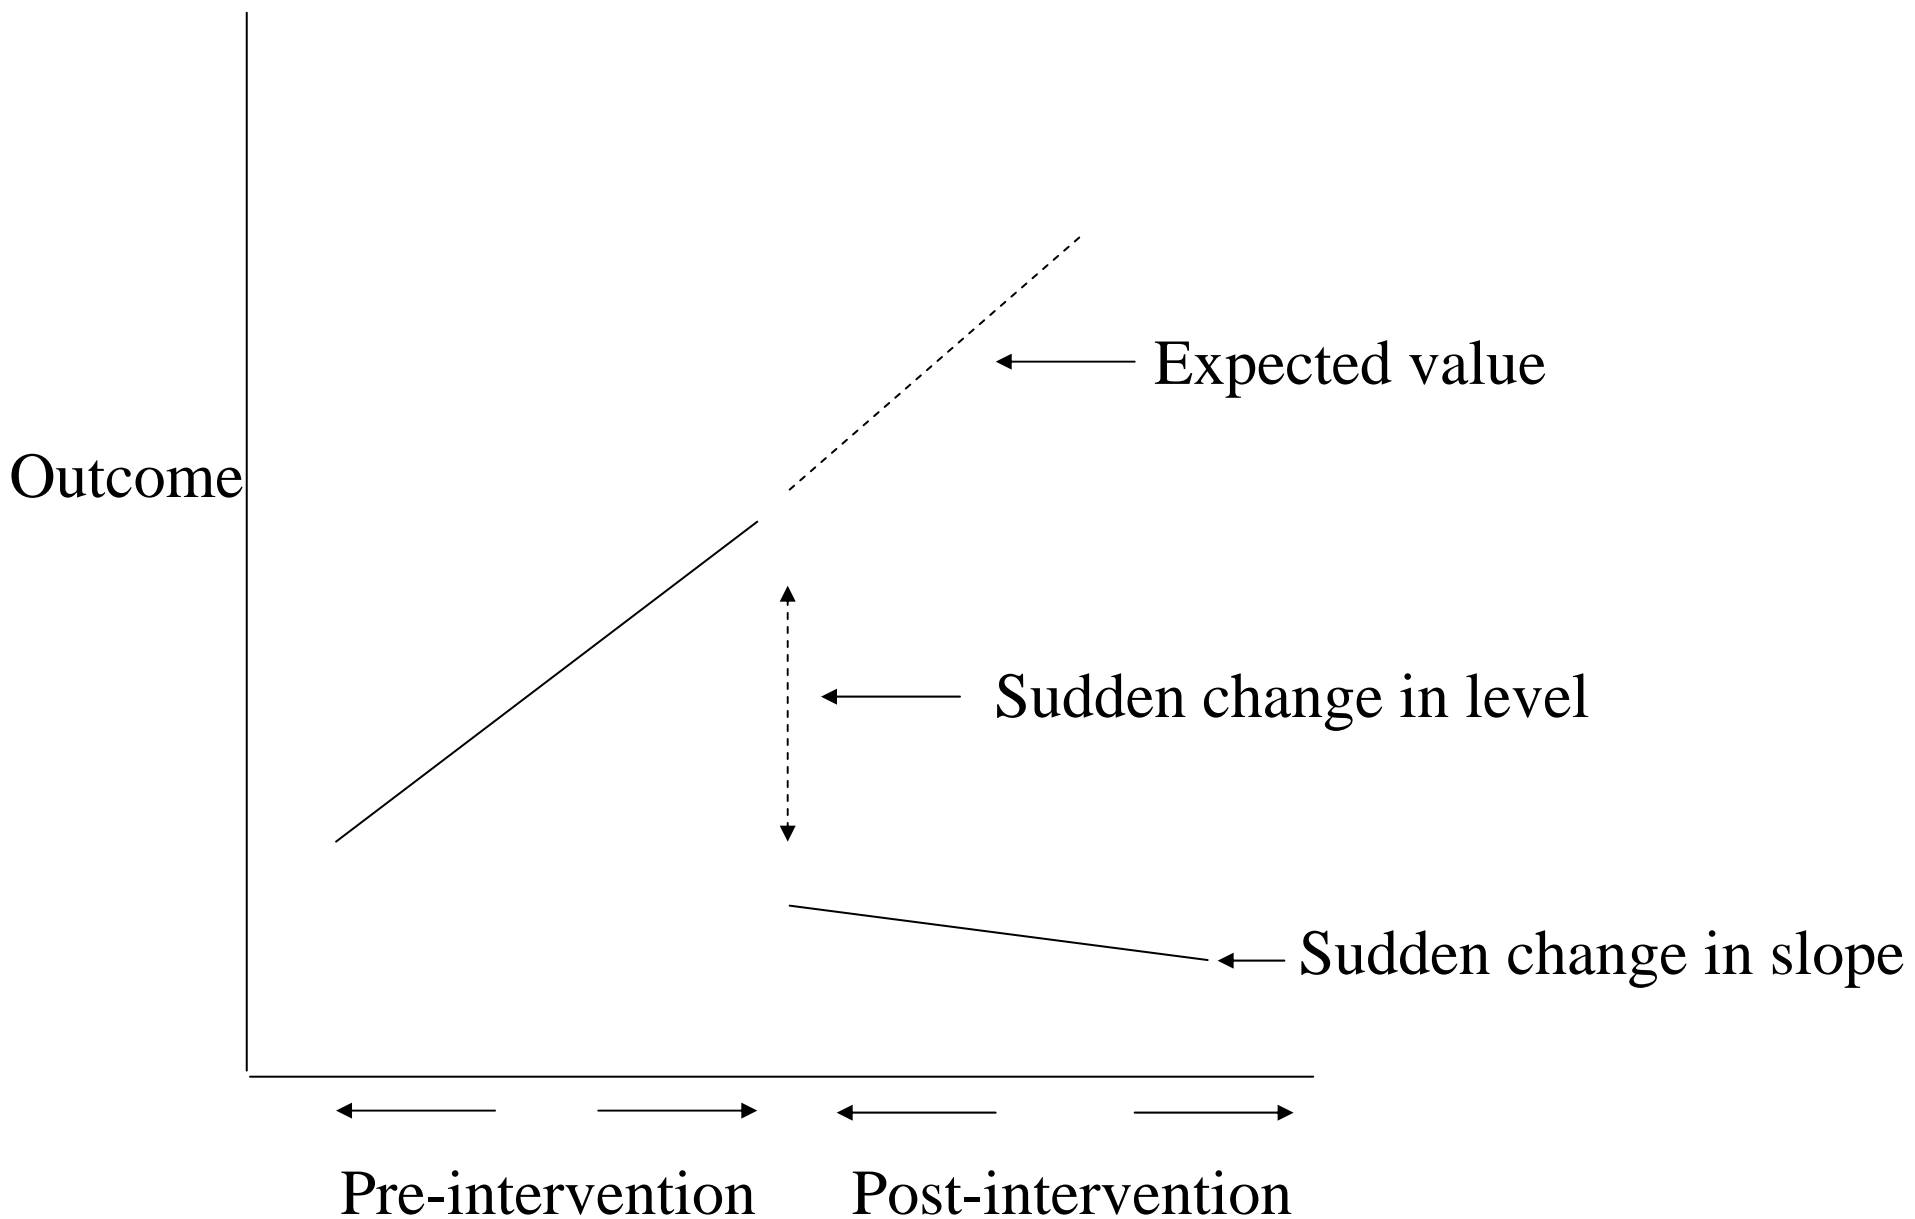 Expected value
Outcome
Sudden change in level
Sudden change in slope
Pre-intervention
Post-intervention